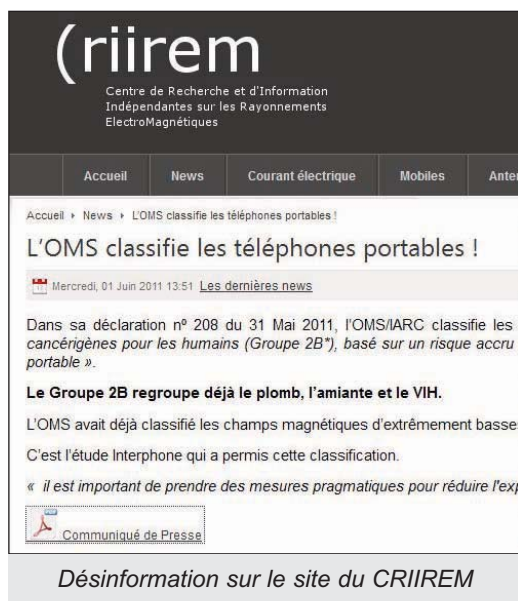 (riirem
Centre de Recherche et d'Information
Indépendantes sur les Rayonnements
ElectroMagnétiques
Accueil News Courant électrique Mobiles Anter
Accueil ▸ News ▸ L'OMS classifie les téléphones portables !
L'OMS classifie les téléphones portables !
Mercredi, 01 Juin 2011 13:51 Les dernières news
Dans sa déclaration nº 208 du 31 Mai 2011, l'OMS/IARC classifie les
cancérigènes pour les humains (Groupe 2B*), basé sur un risque accru
portable ».
Le Groupe 2B regroupe déjà le plomb, l'amiante et le VIH.
L'OMS avait déjà classifié les champs magnétiques d'extrêmement basse
C'est l'étude Interphone qui a permis cette classification.
« il est important de prendre des mesures pragmatiques pour réduire l'exp
Communiqué de Presse
Désinformation sur le site du CRIIREM